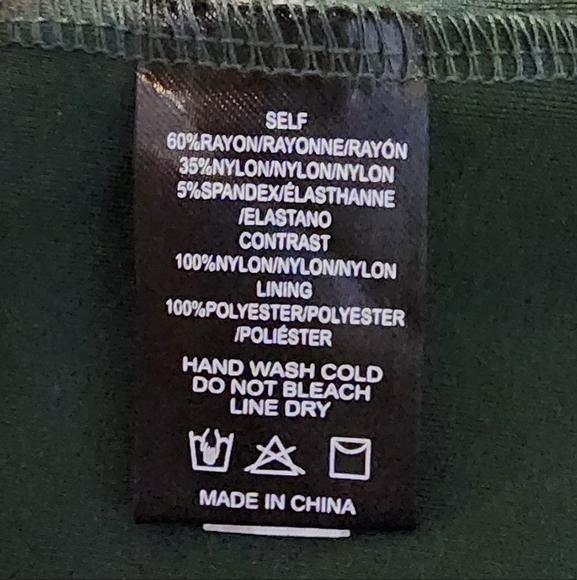 SELF
60%RAYON/RAYONNE/RAYÓN
35%NYLON/NYLON/NYLON
5%SPANDEX/ÉLASTHANNE
/ELASTANO
CONTRAST
100%NYLON/NYLON/NYLON
LINING
100%POLYESTER/POLYESTER
/POLIÉSTER
HAND WASH COLD
DO NOT BLEACH
LINE DRY
MADE IN CHINA